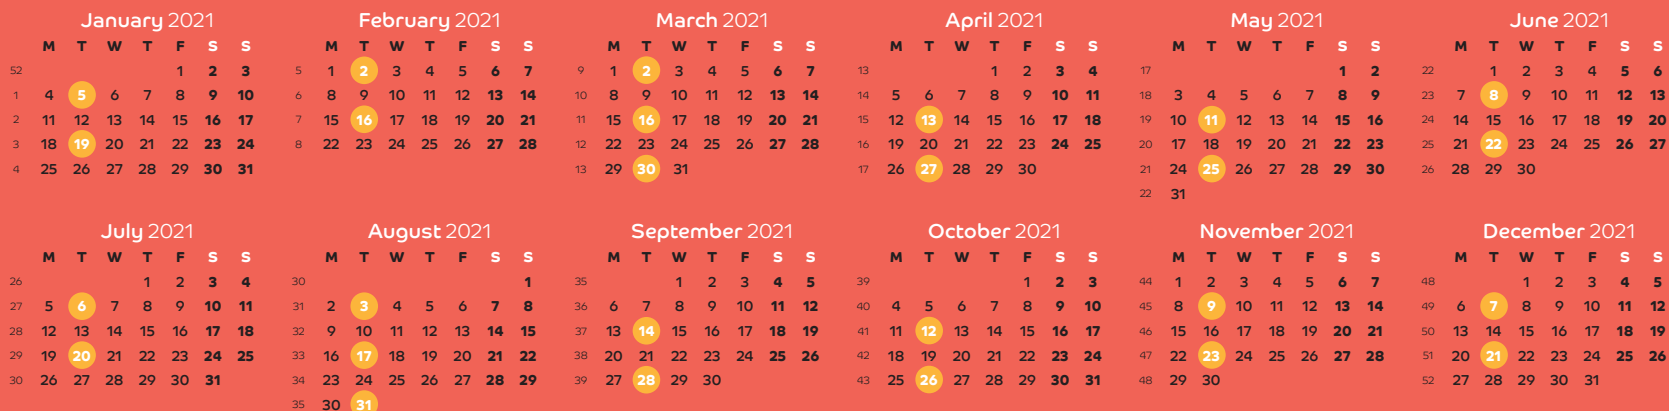 January 2021
M T W T F S S
52 1 2 3
1 4 5 6 7 8 9 10
2 11 12 13 14 15 16 17
3 18 19 20 21 22 23 24
4 25 26 27 28 29 30 31
February 2021
M T W T F S S
5 1 2 3 4 5 6 7
6 8 9 10 11 12 13 14
7 15 16 17 18 19 20 21
8 22 23 24 25 26 27 28
March 2021
M T W T F S S
9 1 2 3 4 5 6 7
10 8 9 10 11 12 13 14
11 15 16 17 18 19 20 21
12 22 23 24 25 26 27 28
13 29 30 31
April 2021
M T W T F S S
13 1 2 3 4
14 5 6 7 8 9 10 11
15 12 13 14 15 16 17 18
16 19 20 21 22 23 24 25
17 26 27 28 29 30
May 2021
M T W T F S S
17 1 2
18 3 4 5 6 7 8 9
19 10 11 12 13 14 15 16
20 17 18 19 20 21 22 23
21 24 25 26 27 28 29 30
22 31
June 2021
M T W T F S S
22 1 2 3 4 5 6
23 7 8 9 10 11 12 13
24 14 15 16 17 18 19 20
25 21 22 23 24 25 26 27
26 28 29 30
July 2021
M T W T F S S
26 1 2 3 4
27 5 6 7 8 9 10 11
28 12 13 14 15 16 17 18
29 19 20 21 22 23 24 25
30 26 27 28 29 30 31
August 2021
M T W T F S S
30 1
31 2 3 4 5 6 7 8
32 9 10 11 12 13 14 15
33 16 17 18 19 20 21 22
34 23 24 25 26 27 28 29
35 30 31
September 2021
M T W T F S S
35 1 2 3 4 5
36 6 7 8 9 10 11 12
37 13 14 15 16 17 18 19
38 20 21 22 23 24 25 26
39 27 28 29 30
October 2021
M T W T F S S
39 1 2 3
40 4 5 6 7 8 9 10
41 11 12 13 14 15 16 17
42 18 19 20 21 22 23 24
43 25 26 27 28 29 30 31
November 2021
M T W T F S S
44 1 2 3 4 5 6 7
45 8 9 10 11 12 13 14
46 15 16 17 18 19 20 21
47 22 23 24 25 26 27 28
48 29 30
December 2021
M T W T F S S
48 1 2 3 4 5
49 6 7 8 9 10 11 12
50 13 14 15 16 17 18 19
51 20 21 22 23 24 25 26
52 27 28 29 30 31